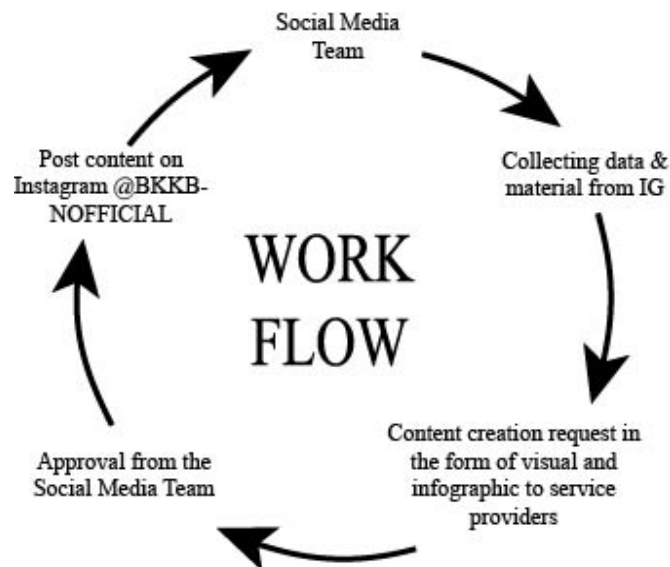 Social Media
Team
Collecting data &
material from IG
Content creation request in
the form of visual and
infographic to service
providers
Approval from the
Social Media Team
Post content on
Instagram @BKKB-
NOFFICIAL
WORK
FLOW